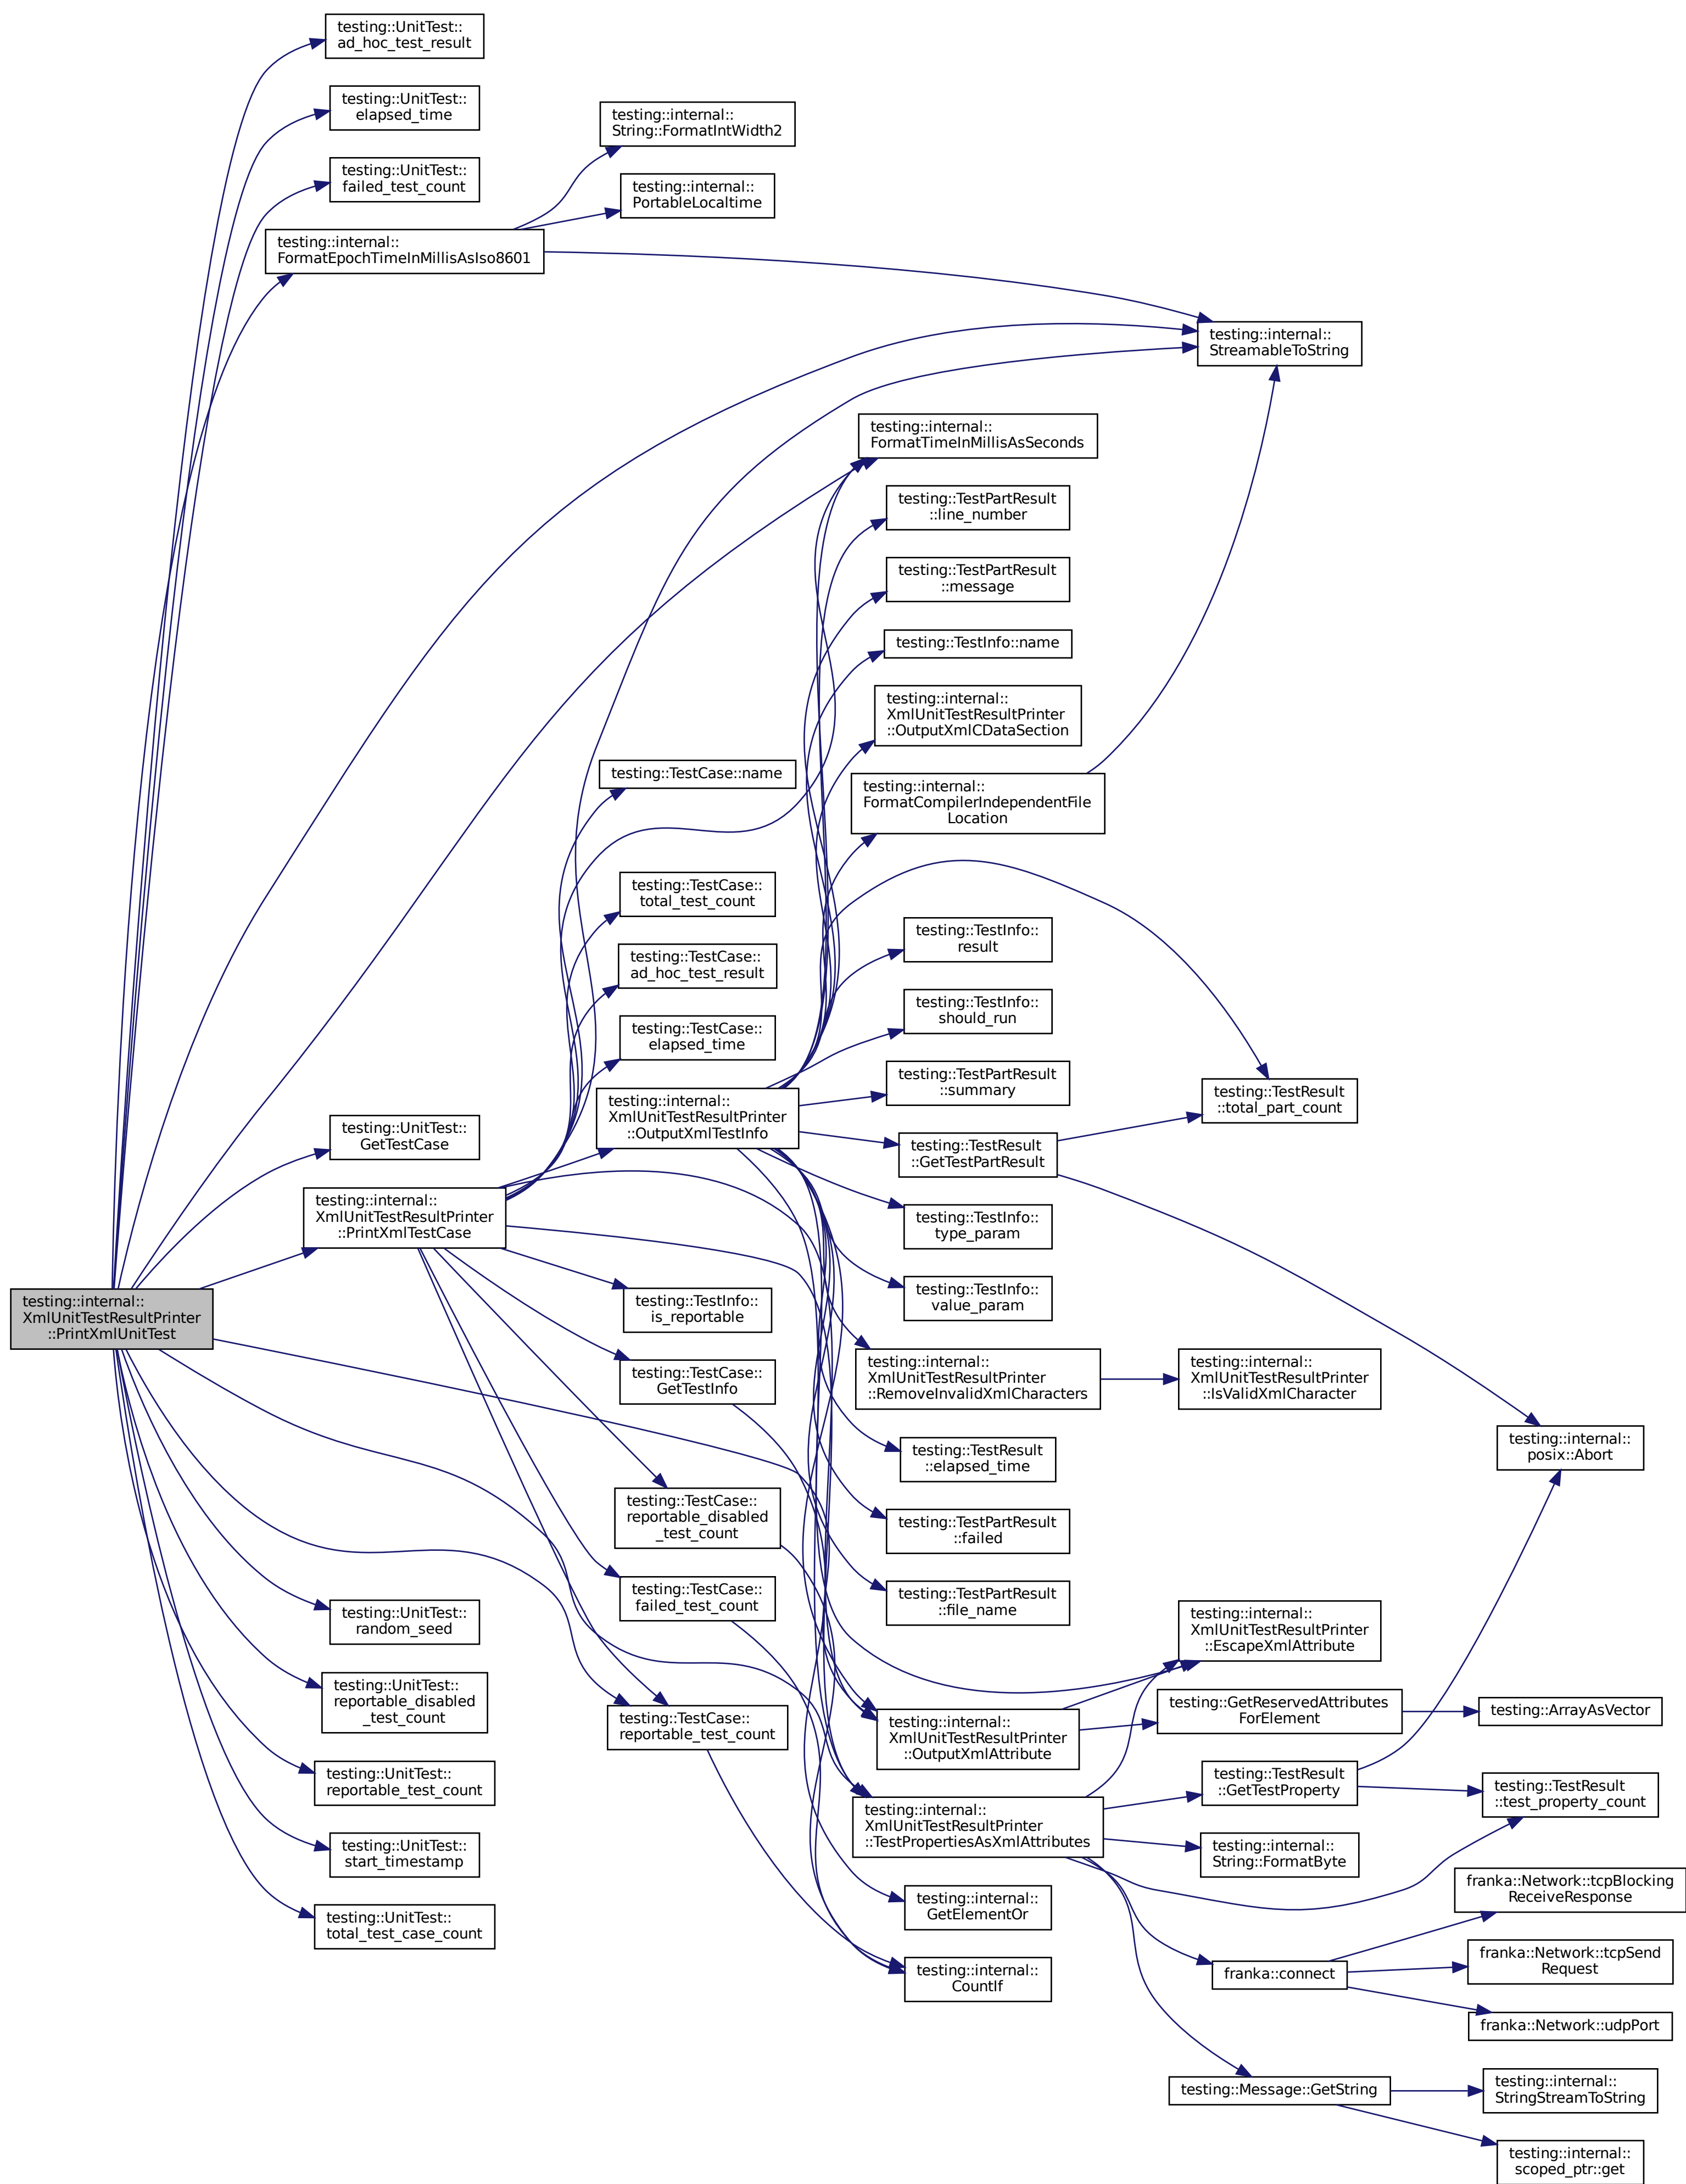 testing::UnitTest::
ad_hoc_test_result
testing::UnitTest::
elapsed_time
testing::UnitTest::
failed_test_count
testing::internal::
FormatEpochTimeInMillisAsIso8601
testing::internal::
String::FormatIntWidth2
testing::internal::
PortableLocaltime
testing::internal::
StreamableToString
testing::internal::
FormatTimeInMillisAsSeconds
testing::TestPartResult
::line_number
testing::TestPartResult
::message
testing::TestInfo::name
testing::internal::
XmlUnitTestResultPrinter
::OutputXmlCDataSection
testing::TestCase::name
testing::internal::
FormatCompilerIndependentFile
Location
testing::TestCase::
total_test_count
testing::TestCase::
ad_hoc_test_result
testing::TestCase::
elapsed_time
testing::TestInfo::
result
testing::TestInfo::
should_run
testing::TestPartResult
::summary
testing::TestResult
::total_part_count
testing::internal::
XmlUnitTestResultPrinter
::OutputXmlTestInfo
testing::UnitTest::
GetTestCase
testing::TestResult
::GetTestPartResult
testing::internal::
XmlUnitTestResultPrinter
::PrintXmlTestCase
testing::TestInfo::
type_param
testing::TestInfo::
value_param
testing::internal::
XmlUnitTestResultPrinter
::PrintXmlUnitTest
testing::TestInfo::
is_reportable
testing::TestCase::
GetTestInfo
testing::internal::
XmlUnitTestResultPrinter
::RemoveInvalidXmlCharacters
testing::internal::
XmlUnitTestResultPrinter
::IsValidXmlCharacter
testing::TestResult
::elapsed_time
testing::internal::
posix::Abort
testing::TestCase::
reportable_disabled
_test_count
testing::TestPartResult
::failed
testing::TestCase::
failed_test_count
testing::TestPartResult
::file_name
testing::UnitTest::
random_seed
testing::internal::
XmlUnitTestResultPrinter
::EscapeXmlAttribute
testing::UnitTest::
reportable_disabled
_test_count
testing::TestCase::
reportable_test_count
testing::internal::
XmlUnitTestResultPrinter
::OutputXmlAttribute
testing::GetReservedAttributes
ForElement
testing::ArrayAsVector
testing::UnitTest::
reportable_test_count
testing::TestResult
::GetTestProperty
testing::TestResult
::test_property_count
testing::internal::
XmlUnitTestResultPrinter
::TestPropertiesAsXmlAttributes
testing::UnitTest::
start_timestamp
testing::internal::
String::FormatByte
franka::Network::tcpBlocking
ReceiveResponse
testing::UnitTest::
total_test_case_count
testing::internal::
GetElementOr
franka::Network::tcpSend
Request
testing::internal::
CountIf
franka::connect
franka::Network::udpPort
testing::Message::GetString
testing::internal::
StringStreamToString
testing::internal::
scoped_ptr::get